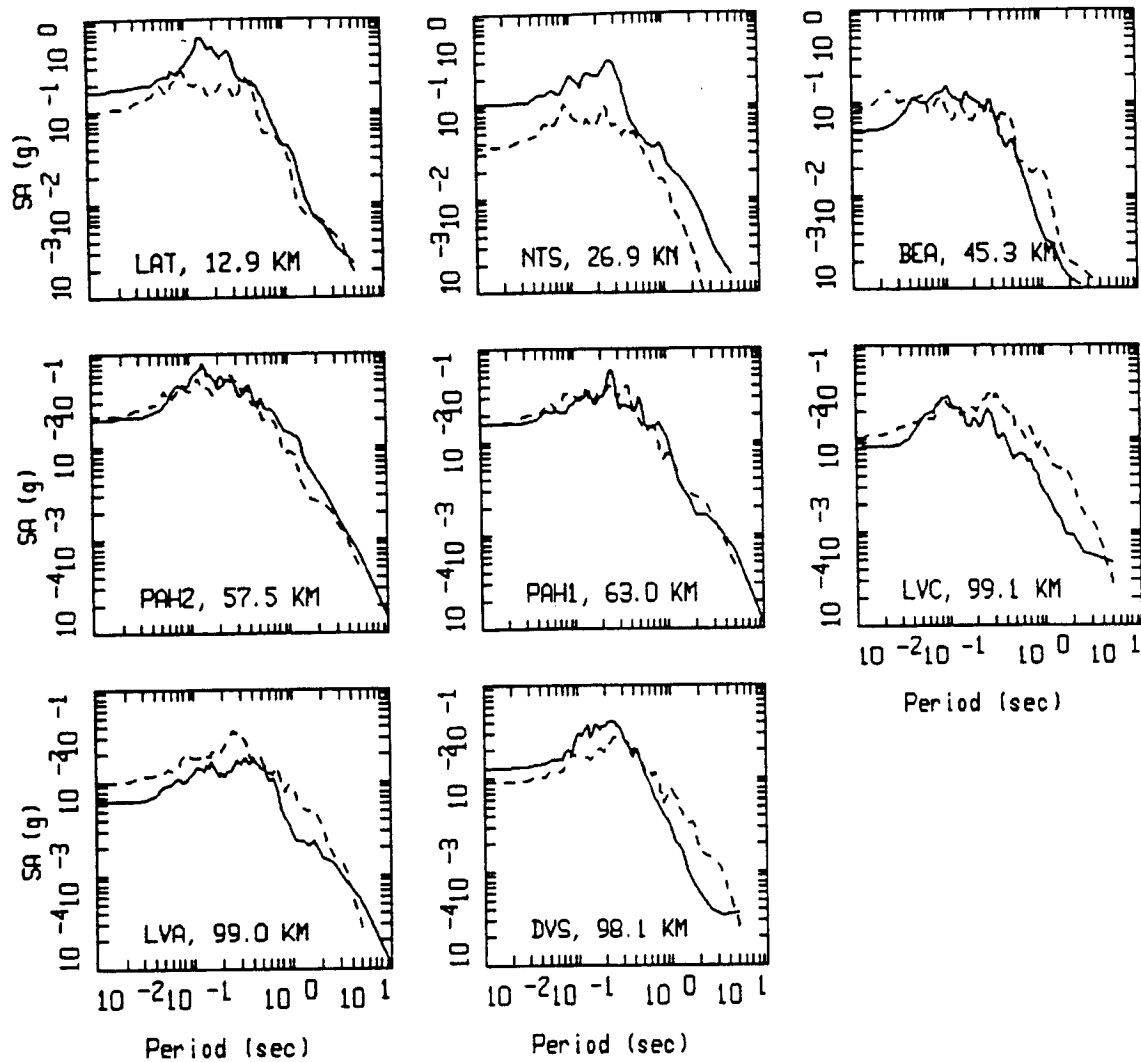 SA (g)
10 0
10 -1
10 -2
10 -3
LAT, 12.9 KM
10 0
10 -1
10 -2
10 -3
NTS, 26.9 KM
10 0
10 -1
10 -2
10 -3
BEA, 45.3 KM
SA (g)
10 -1
10 -2
10 -3
10 -4
PAH2, 57.5 KM
10 -1
10 -2
10 -3
10 -4
PAH1, 63.0 KM
10 -1
10 -2
10 -3
10 -4
LVC, 99.1 KM
10 -2 10 -1 10 0 10 1
Period (sec)
SA (g)
10 -1
10 -2
10 -3
10 -4
LVA, 99.0 KM
10 -2 10 -1 10 0 10 1
Period (sec)
10 -1
10 -2
10 -3
10 -4
DVS, 98.1 KM
10 -2 10 -1 10 0 10 1
Period (sec)